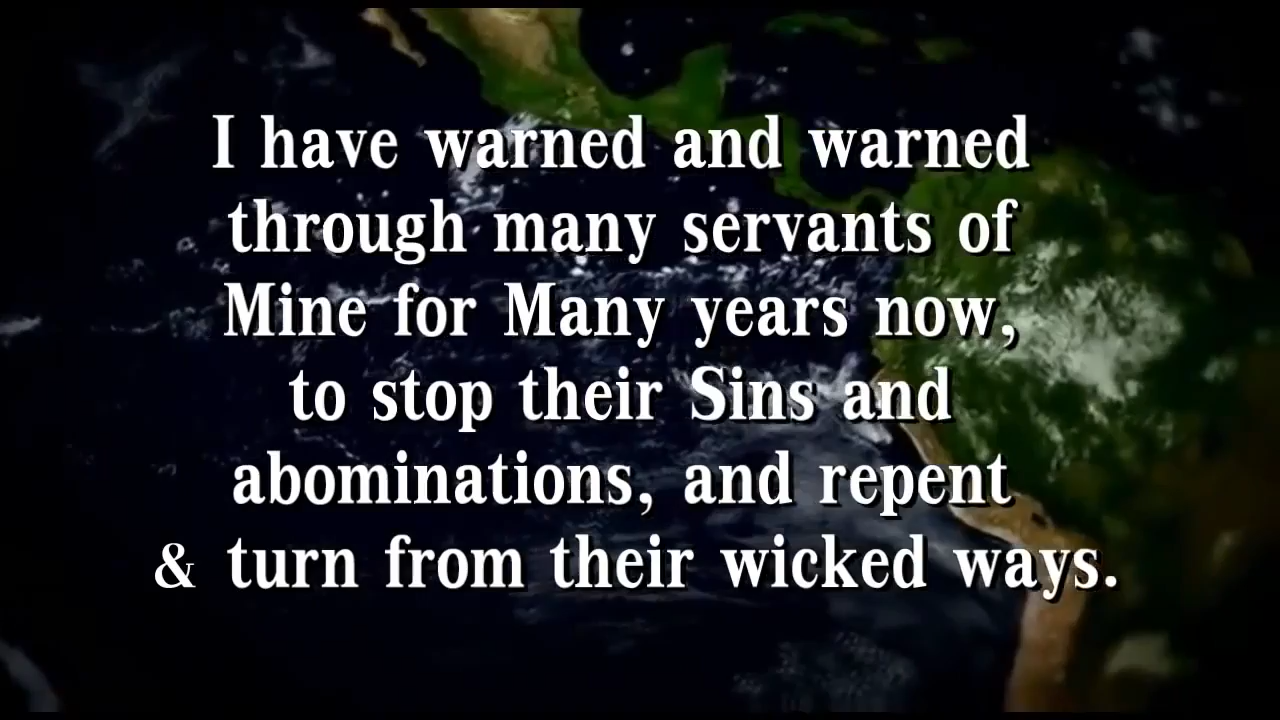 I have warned and warned
through many servants of
Mine for Many years now,
to stop their Sins and
abominations, and repent
& turn from their wicked ways.